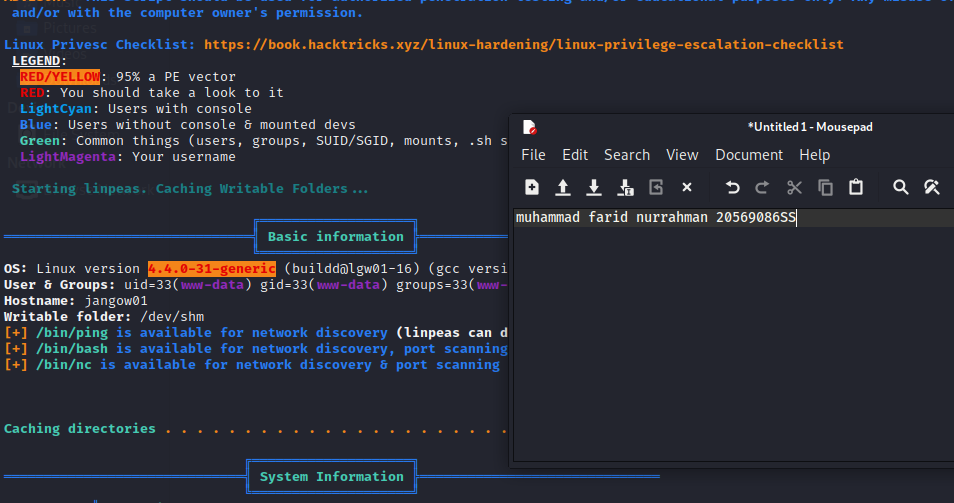 and/or with the computer owner's permission.
Linux Privesc Checklist: https://book.hacktricks.xyz/linux-hardening/linux-privilege-escalation-checklist
LEGEND:
RED/YELLOW: 95% a PE vector
RED: You should take a look to it
LightCyan: Users with console
Blue: Users without console & mounted devs
Green: Common things (users, groups, SUID/SGID, mounts, .sh s
LightMagenta: Your username
Starting linpeas. Caching Writable Folders...
Basic information
OS: Linux version 4.4.0-31-generic (buildd@lgw01-16) (gcc versi
User & Groups: uid=33(www-data) gid=33(www-data) groups=33(www-
Hostname: jangow01
Writable folder: /dev/shm
[+] /bin/ping is available for network discovery (linpeas can d
[+] /bin/bash is available for network discovery, port scanning
[+] /bin/nc is available for network discovery & port scanning
Caching directories . . . . . . . . . . . . . . . . . . . . . .
System Information
*Untitled 1 - Mousepad
File Edit Search View Document Help
muhammad farid nurrahman 20569086SS